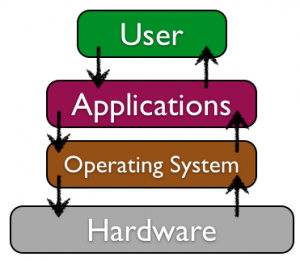 User
Applications
Operating System
Hardware